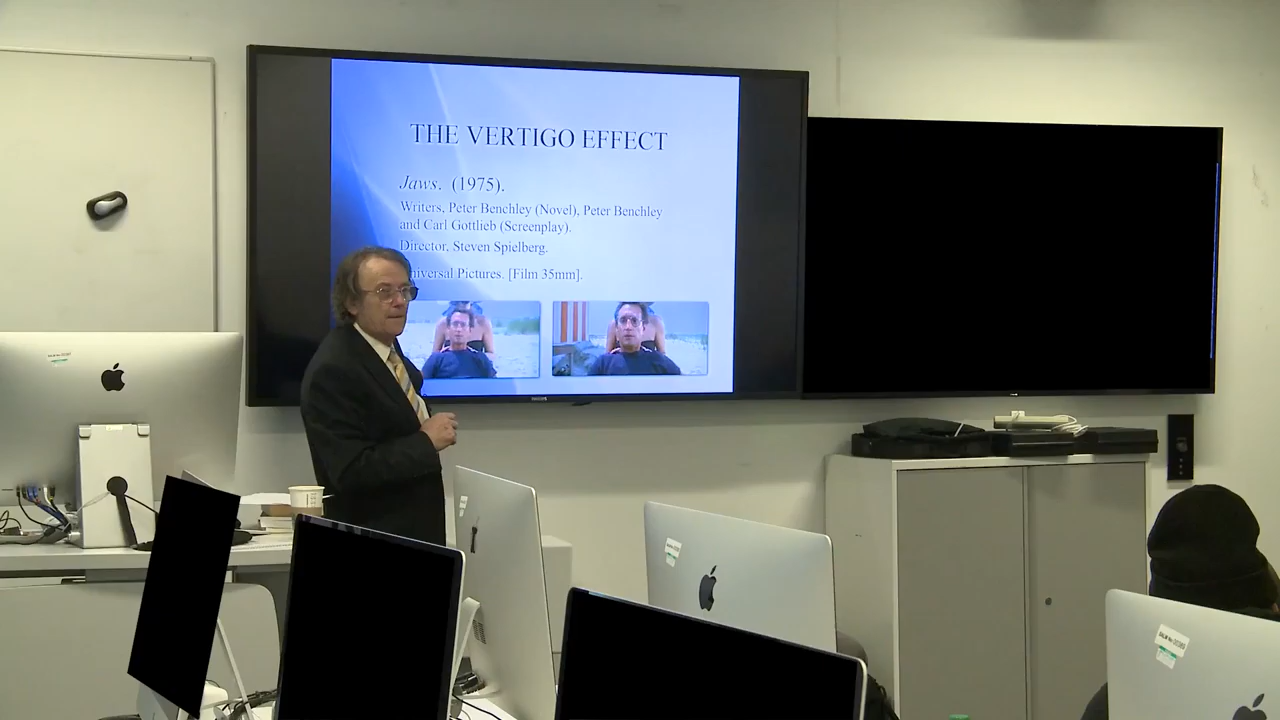 THE VERTIGO EFFECT
Jaws. (1975).
Writers, Peter Benchley (Novel), Peter Benchley
and Carl Gottlieb (Screenplay).
Director, Steven Spielberg.
niversal Pictures. [Film 35mm].